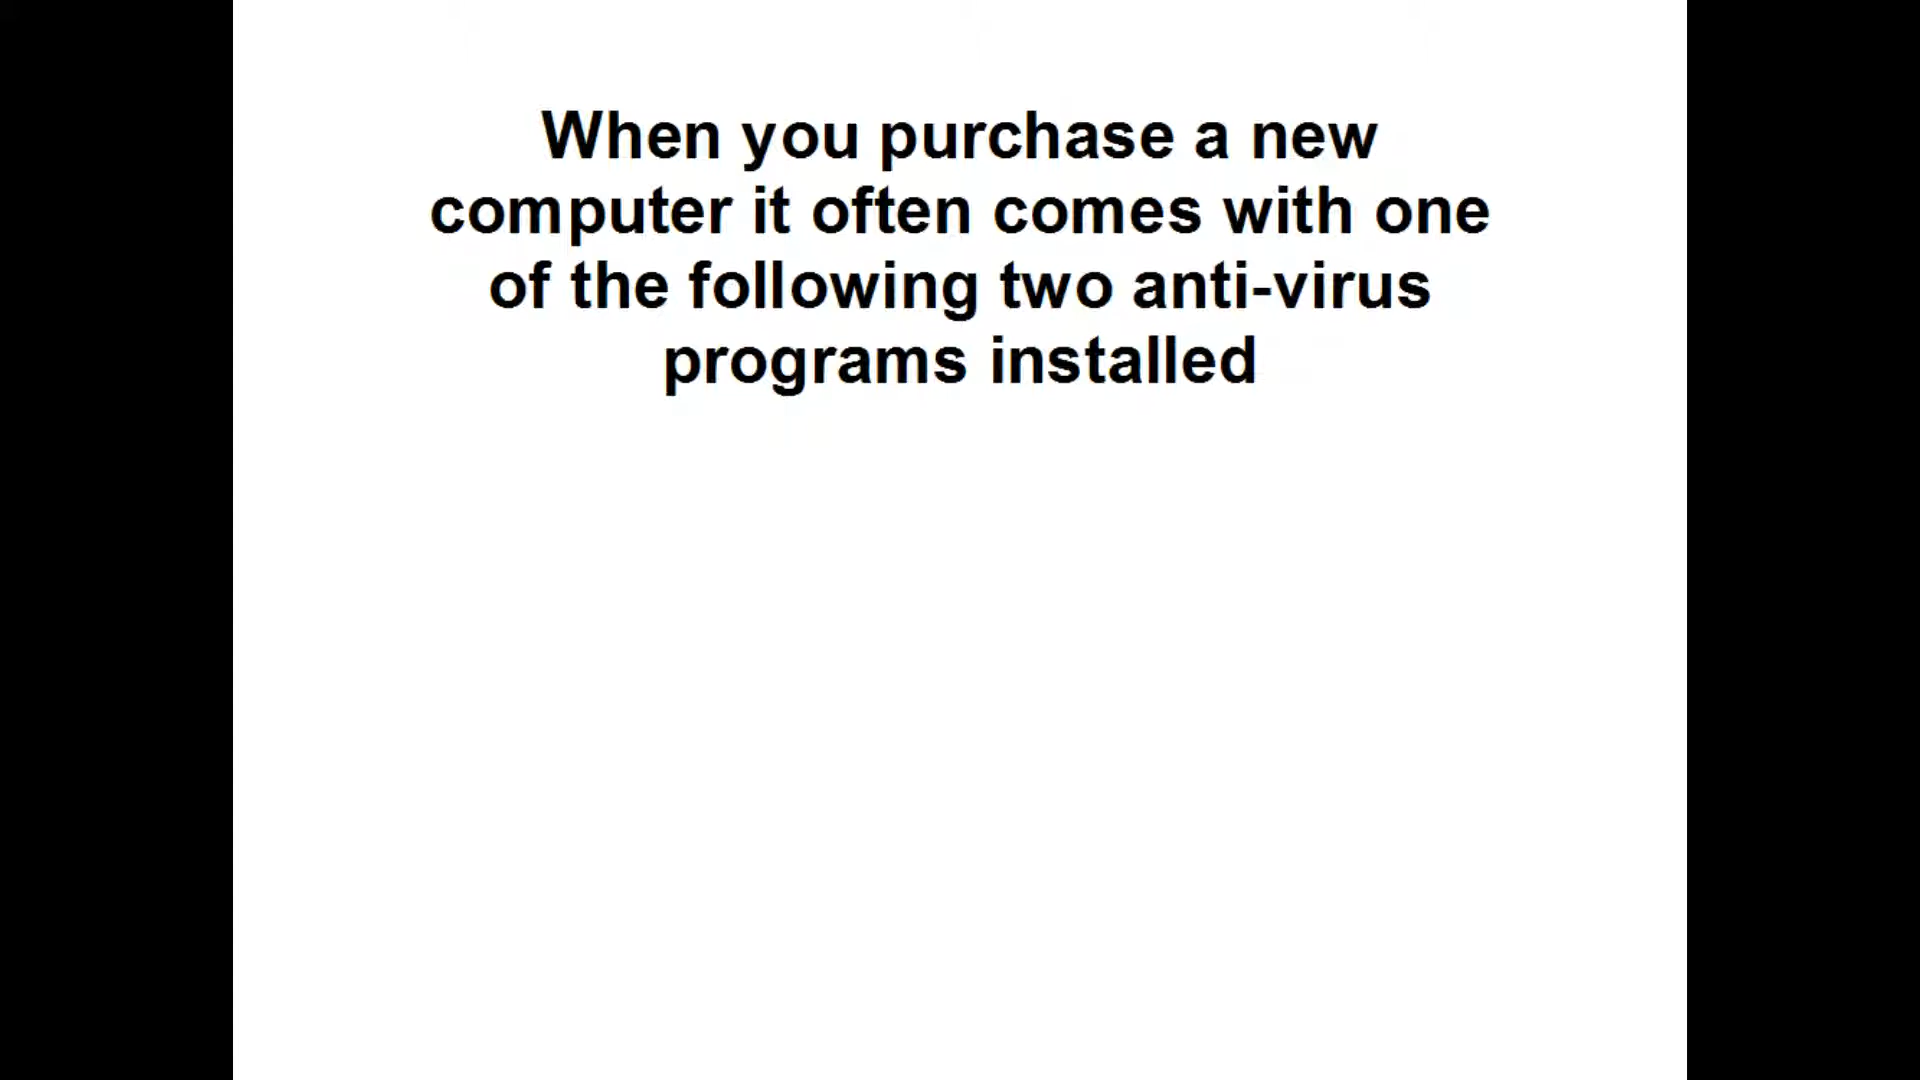 When you purchase a new
computer it often comes with one
of the following two anti-virus
programs installed